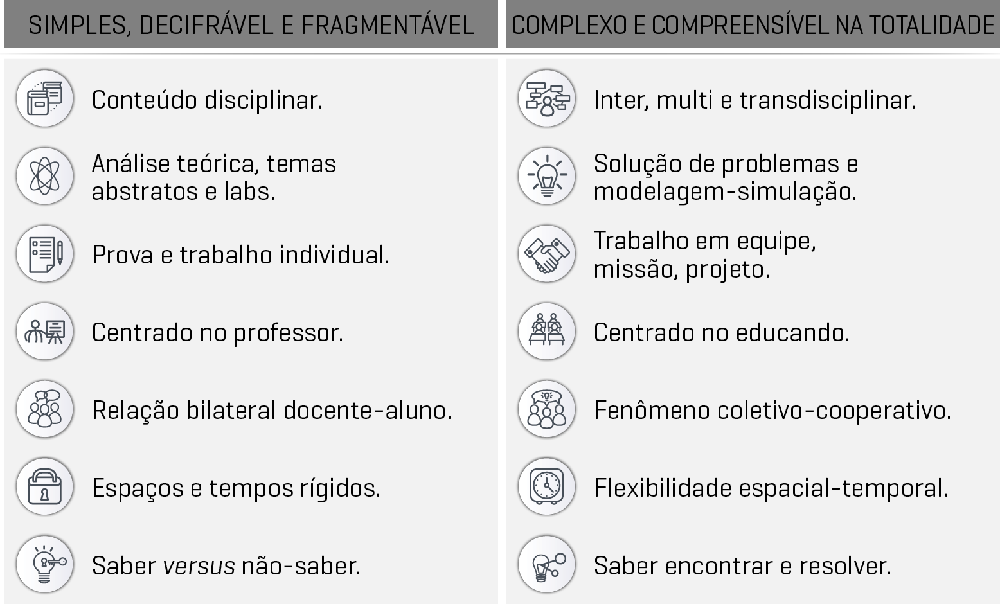 SIMPLES, DECIFRÁVEL E FRAGMENTÁVEL
COMPLEXO E COMPREENSÍVEL NA TOTALIDADE
Conteúdo disciplinar.
Inter, multi e transdisciplinar.
Análise teórica, temas
abstratos e labs.
Solução de problemas e
modelagem-simulação.
Prova e trabalho individual.
Trabalho em equipe,
missão, projeto.
Centrado no professor.
Centrado no educando.
Relação bilateral docente-aluno.
Fenômeno coletivo-cooperativo.
Espaços e tempos rígidos.
Flexibilidade espacial-temporal.
Saber versus não-saber.
Saber encontrar e resolver.